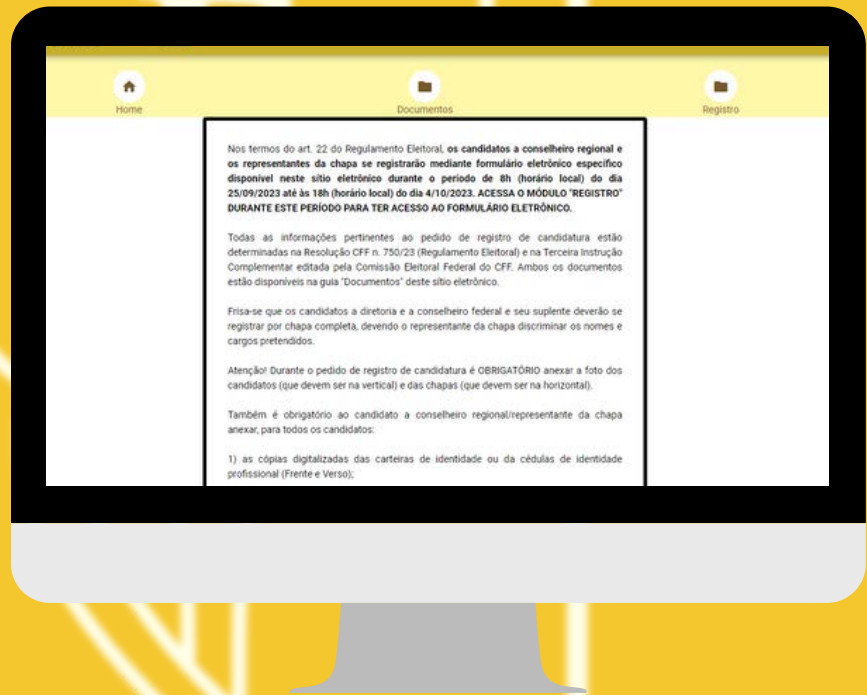 Home
Documentos
Registro
Nos termos do art. 22 do Regulamento Eleitoral, os candidatos a conselheiro regional e
os representantes da chapa se registrarão mediante formulário eletrônico específico
disponível neste sítio eletrônico durante o período de 8h (horário local) do dia
25/09/2023 até às 18h (horário local) do dia 4/10/2023. ACESSA O MÓDULO "REGISTRO"
DURANTE ESTE PERÍODO PARA TER ACESSO AO FORMULÁRIO ELETRÔNICO.
Todas as informações pertinentes ao pedido de registro de candidatura estão
determinadas na Resolução CFF n. 750/23 (Regulamento Eleitoral) e na Terceira Instrução
Complementar editada pela Comissão Eleitoral Federal do CFF. Ambos os documentos
estão disponíveis na guia "Documentos" deste sítio eletrônico.
Frisa-se que os candidatos a diretoria e a conselheiro federal e seu suplente deverão se
registrar por chapa completa, devendo o representante da chapa discriminar os nomes e
cargos pretendidos.
Atenção! Durante o pedido de registro de candidatura é OBRIGATÓRIO anexar a foto dos
candidatos (que devem ser na vertical) e das chapas (que devem ser na horizontal).
Também é obrigatório ao candidato a conselheiro regional/representante da chapa
anexar, para todos os candidatos:
1) as cópias digitalizadas das carteiras de identidade ou da cédulas de identidade
profissional (Frente e Verso);